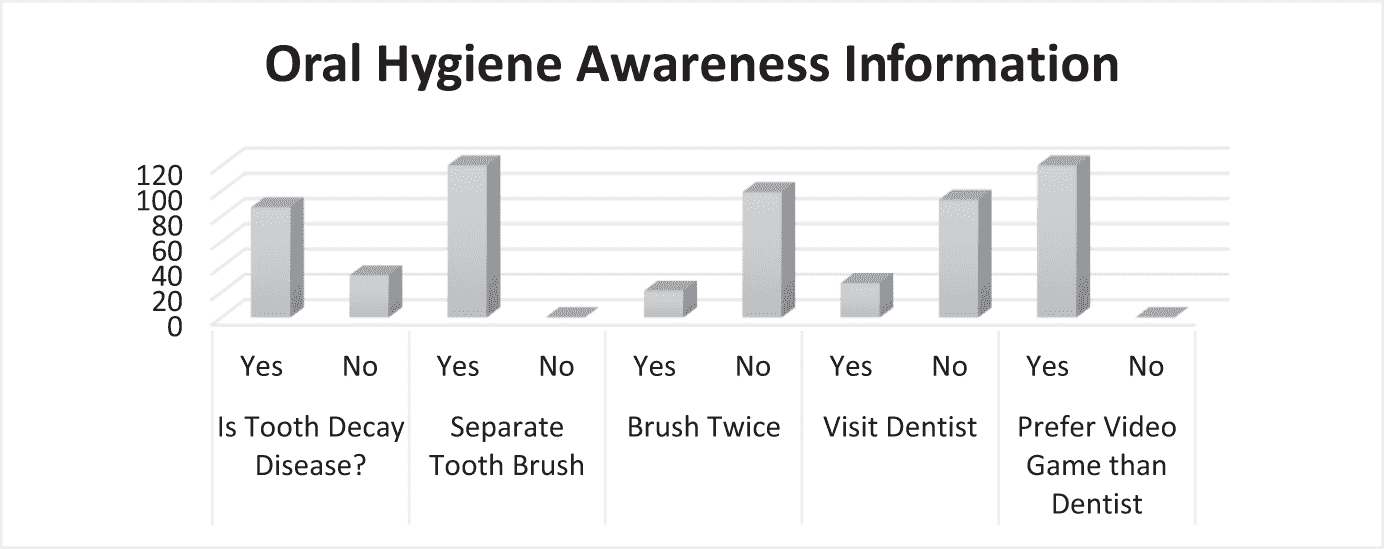 Oral Hygiene Awareness Information
120
100
80
60
40
20
0
Yes No Yes No Yes No Yes No Yes No
Is Tooth Decay Separate Brush Twice Visit Dentist Prefer Video
Disease? Tooth Brush Game than
Dentist